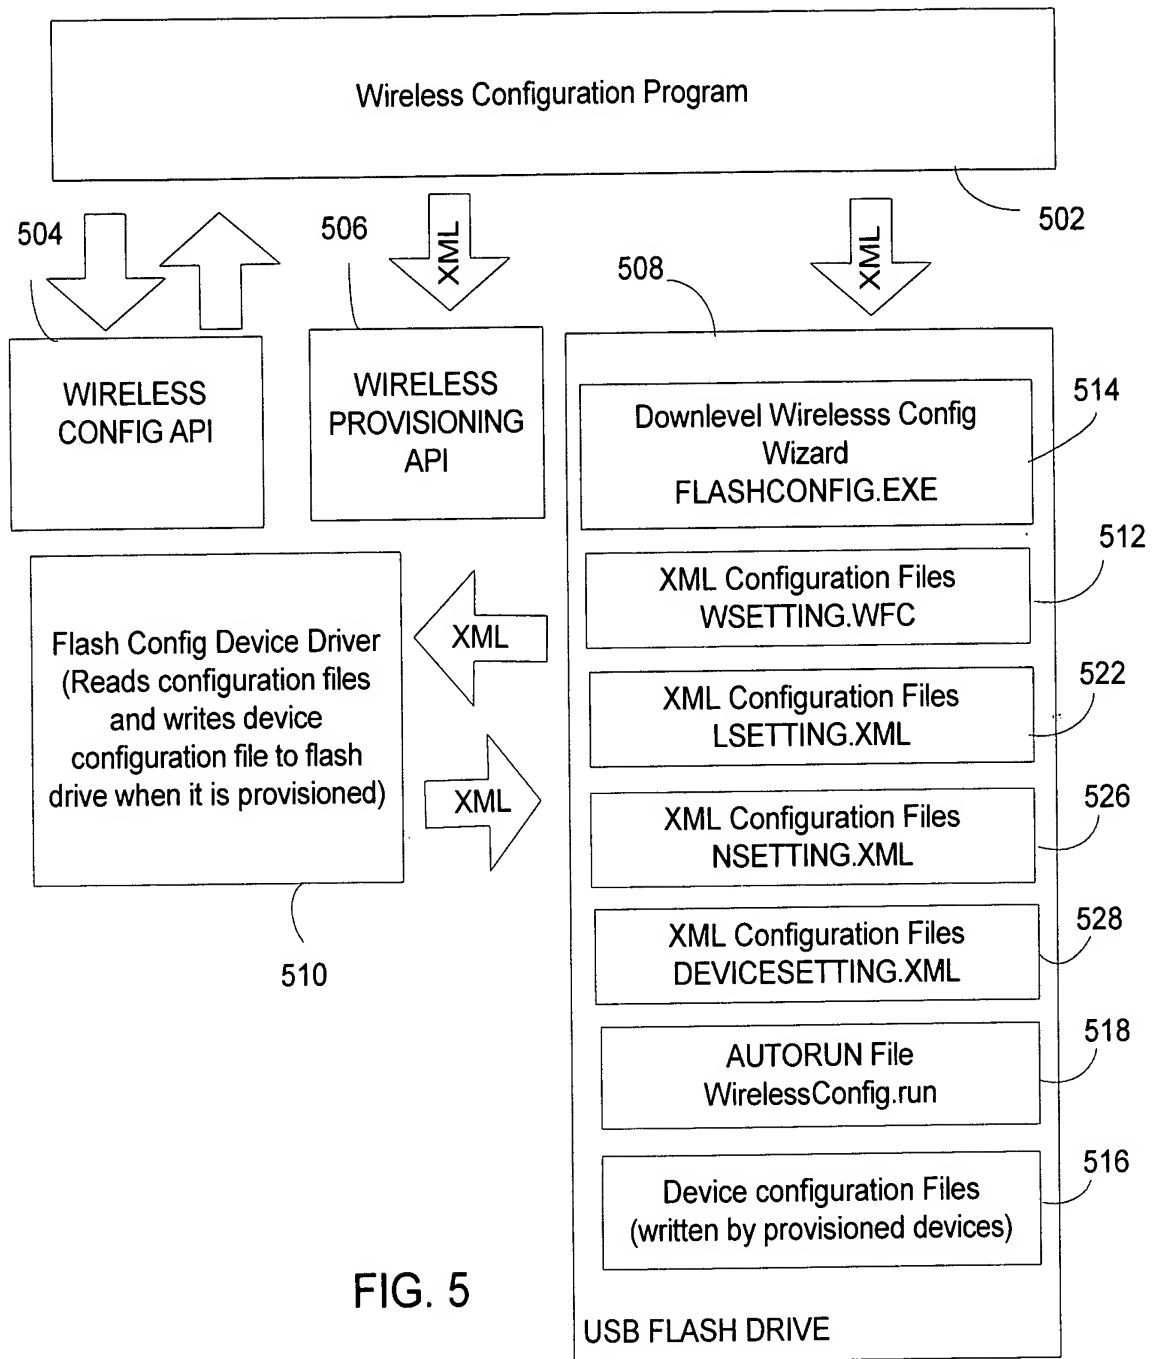 Wireless Configuration Program
502
504
506
XML
XML
508
WIRELESS
CONFIG API
WIRELESS
PROVISIONING
API
Downlevel Wirelesss Config
Wizard
FLASHCONFIG.EXE
514
XML Configuration Files
WSETTING.WFC
512
Flash Config Device Driver
(Reads configuration files
and writes device
configuration file to flash
drive when it is provisioned)
510
XML
XML
XML Configuration Files
LSETTING.XML
522
XML Configuration Files
NSETTING.XML
526
XML Configuration Files
DEVICESETTING.XML
528
AUTORUN File
WirelessConfig.run
518
Device configuration Files
(written by provisioned devices)
516
USB FLASH DRIVE
FIG. 5